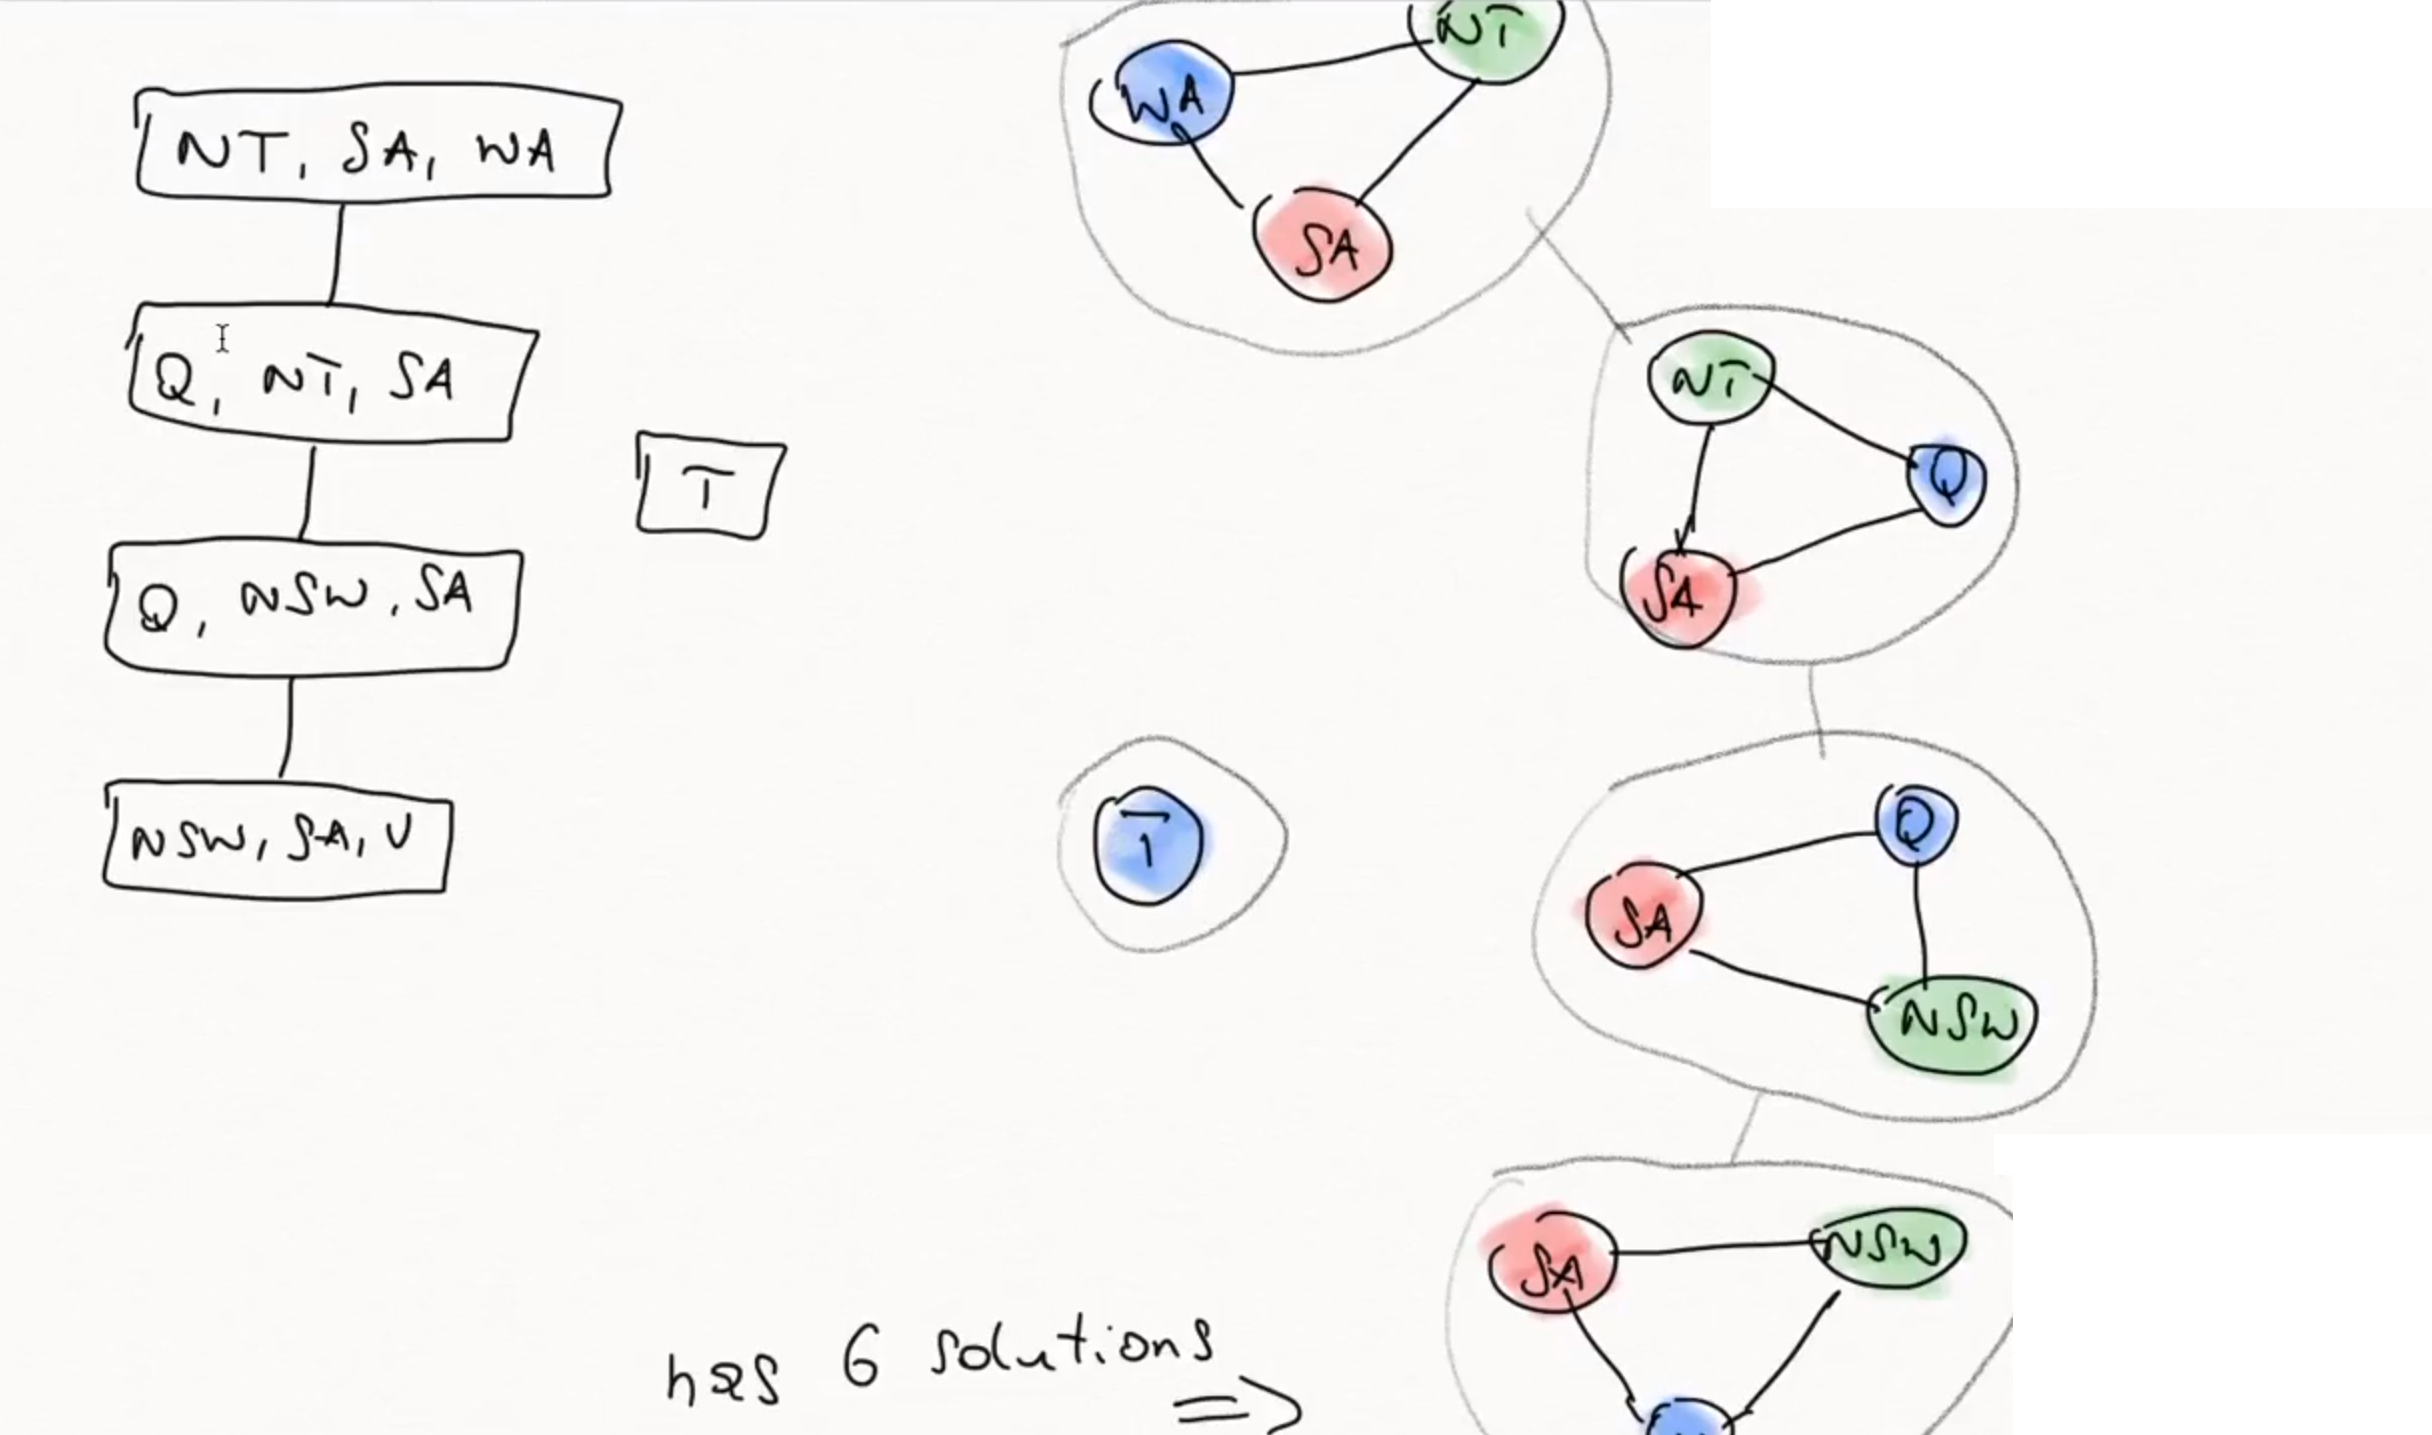 NT, SA, WA
Q, NT, SA
T
Q, NSW, SA
NSW, SA, V
NT
WA
SA
NT
Q
SA
T
Q
SA
NSW
SA
NSW
has 6 solutions
=>